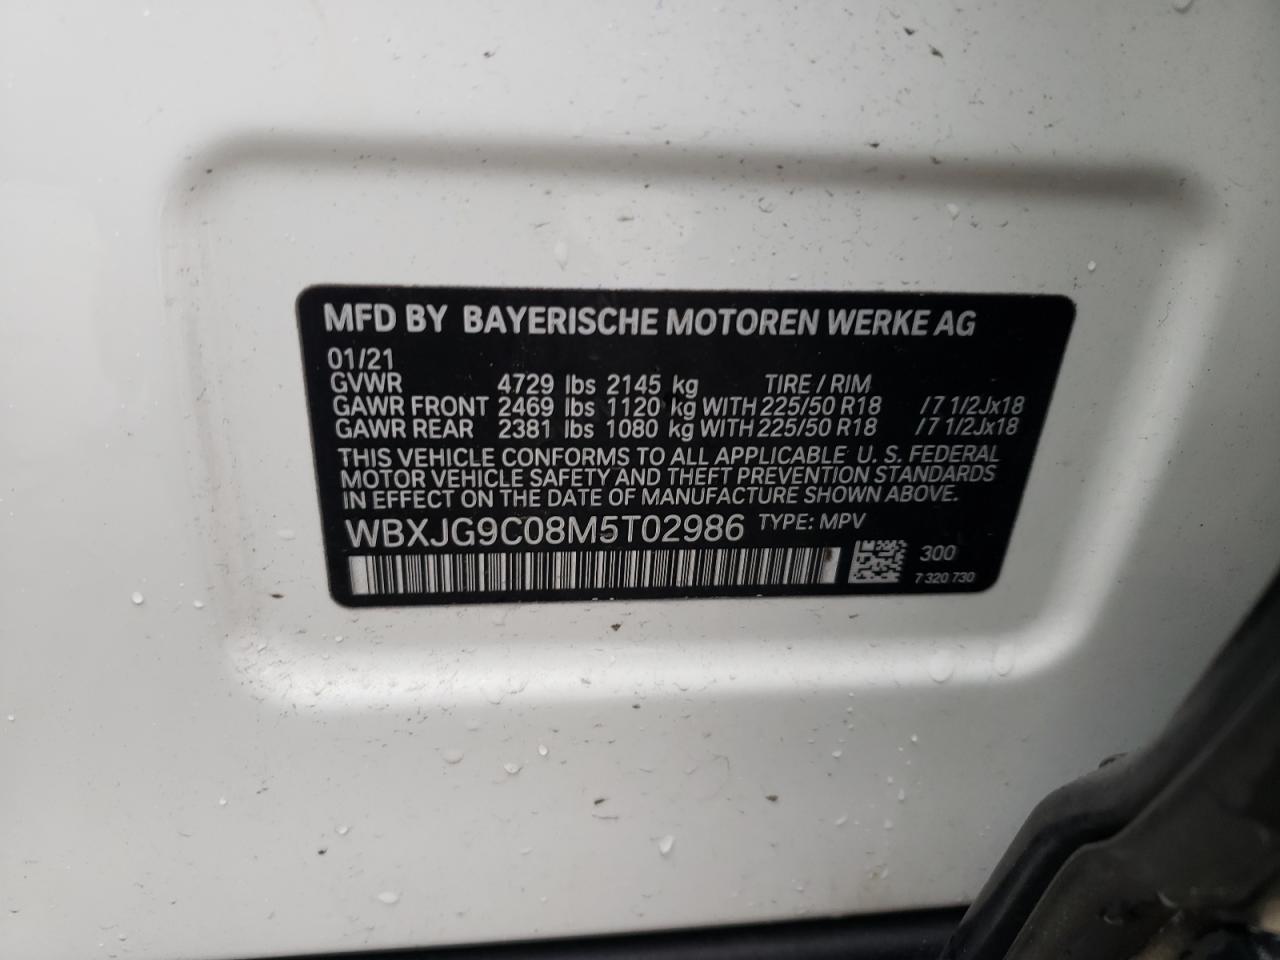 MFD BY BAYERISCHE MOTOREN WERKE AG
01/21
GVWR 4729 lbs 2145 kg TIRE / RIM
GAWR FRONT 2469 lbs 1120 kg WITH 225/50 R18 /7 1/2Jx18
GAWR REAR 2381 lbs 1080 kg WITH 225/50 R18 /7 1/2Jx18
THIS VEHICLE CONFORMS TO ALL APPLICABLE U. S. FEDERAL
MOTOR VEHICLE SAFETY AND THEFT PREVENTION STANDARDS
IN EFFECT ON THE DATE OF MANUFACTURE SHOWN ABOVE.
WBXJG9C08M5T02986 TYPE: MPV
300
7 320 730